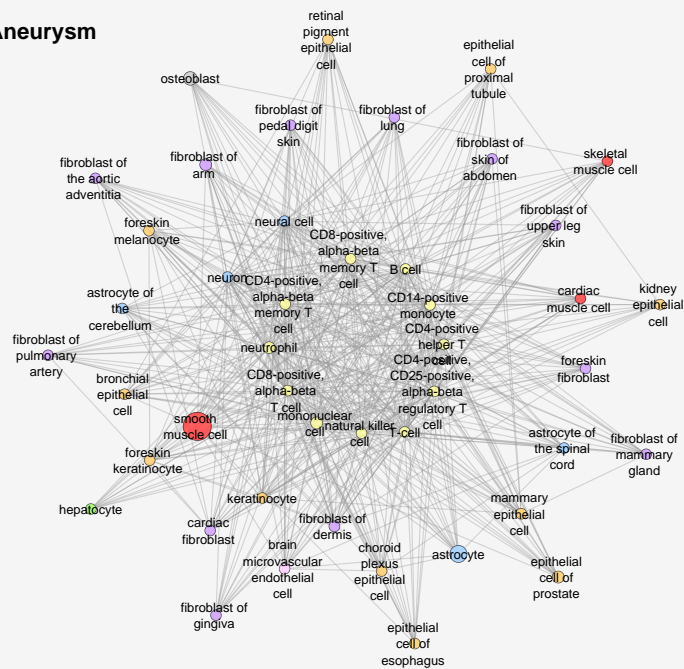 Aneurysm
retinal
pigment
epithelial
cell
epithelial
cell of
proximal
tubule
osteoblast
fibroblast of
pedal digit
skin
fibroblast of
lung
fibroblast of
the aortic
adventitia
fibroblast of
arm
fibroblast of
skin of
abdomen
skeletal
muscle cell
foreskin
melanocyte
neural cell
CD8-positive,
alpha-beta
memory T
cell
fibroblast of
upper leg
skin
neuron
CD4-positive,
alpha-beta
memory T
cell
B cell
astrocyte of
the
cerebellum
CD14-positive
monocyte
cardiac
muscle cell
kidney
epithelial
cell
fibroblast of
pulmonary
artery
neutrophil
CD4-positive
helper T
cell
CD4-positive,
CD25-positive,
alpha-beta
regulatory T
cell
foreskin
fibroblast
bronchial
epithelial
cell
CD8-positive,
alpha-beta
T cell
smooth
muscle cell
mononuclear
cell
natural killer
cell
T-cell
foreskin
keratinocyte
astrocyte of
the spinal
cord
fibroblast of
mammary
gland
hepatocyte
keratinocyte
mammary
epithelial
cell
cardiac
fibroblast
fibroblast of
dermis
brain
microvascular
endothelial
cell
choroid
plexus
epithelial
cell
astrocyte
epithelial
cell of
prostate
fibroblast of
gingiva
epithelial
cell of
esophagus